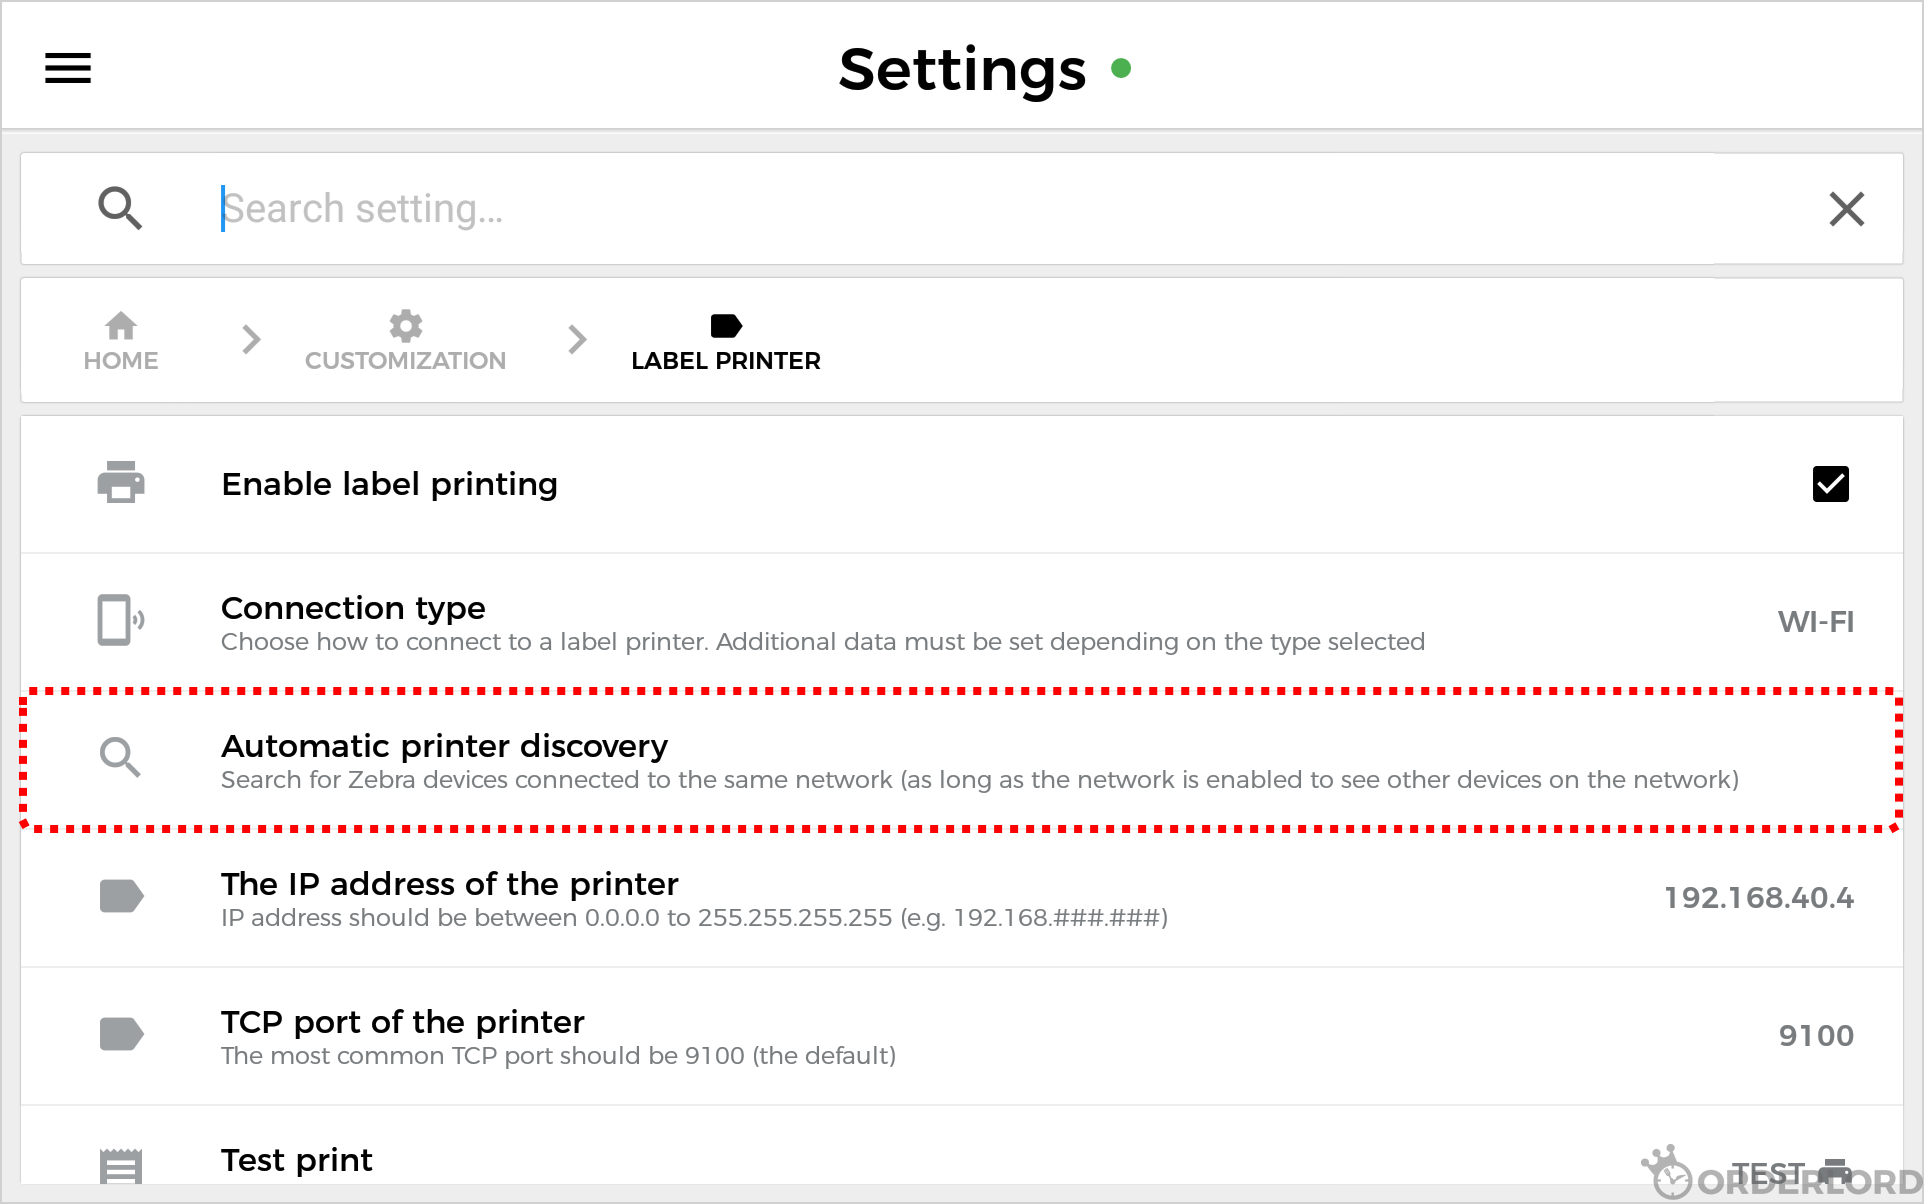 Settings
Search setting...
HOME
CUSTOMIZATION
LABEL PRINTER
Enable label printing
Connection type
Choose how to connect to a label printer. Additional data must be set depending on the type selected
WI-FI
Automatic printer discovery
Search for Zebra devices connected to the same network (as long as the network is enabled to see other devices on the network)
The IP address of the printer
IP address should be between 0.0.0.0 to 255.255.255.255 (e.g. 192.168.###.###)
192.168.40.4
TCP port of the printer
The most common TCP port should be 9100 (the default)
9100
Test print
TEST
ORDERLORD